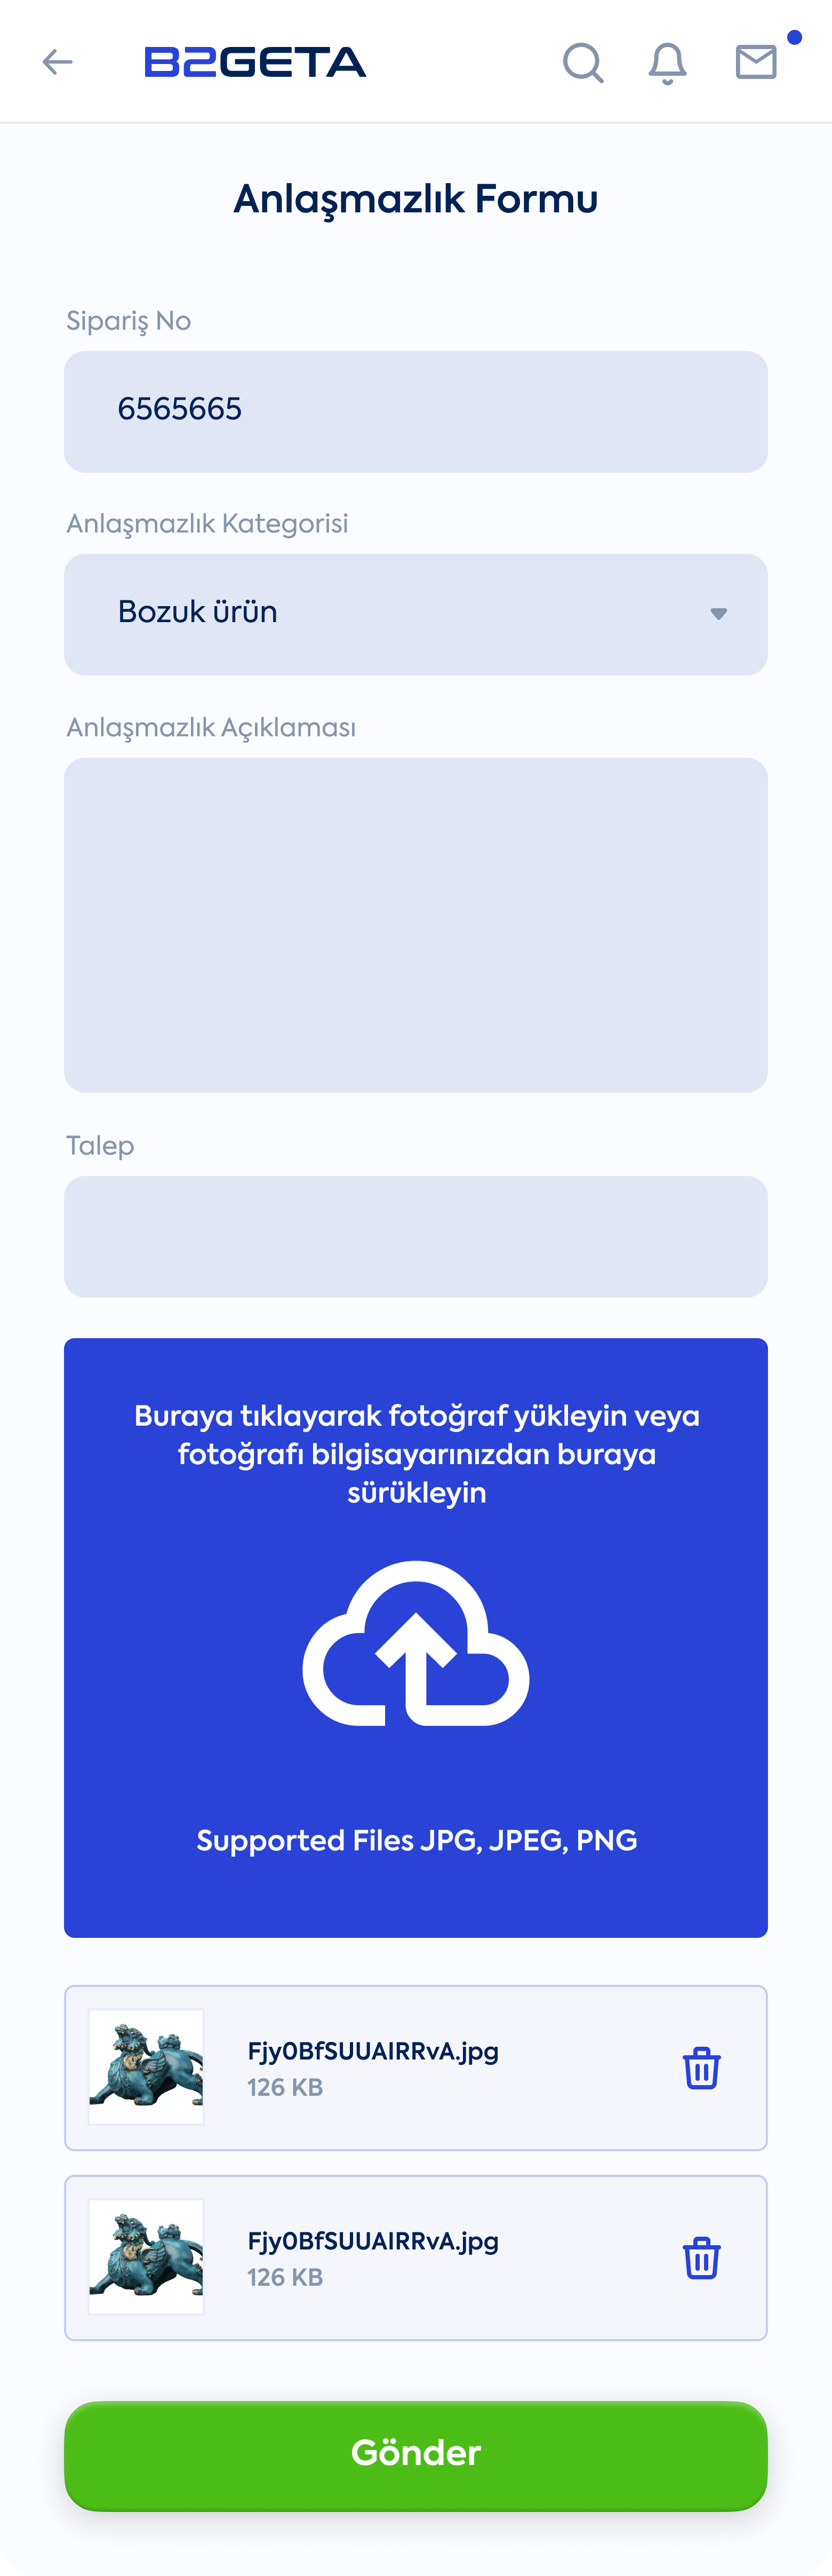 B2GETA
Anlaşmazlık Formu
Sipariş No
6565665
Anlaşmazlık Kategorisi
Bozuk ürün
Anlaşmazlık Açıklaması
Talep
Buraya tıklayarak fotoğraf yükleyin veya
fotoğrafı bilgisayarınızdan buraya
sürükleyin
Supported Files JPG, JPEG, PNG
Fjy0BfSUUAIRRvA.jpg
126 KB
Fjy0BfSUUAIRRvA.jpg
126 KB
Gönder